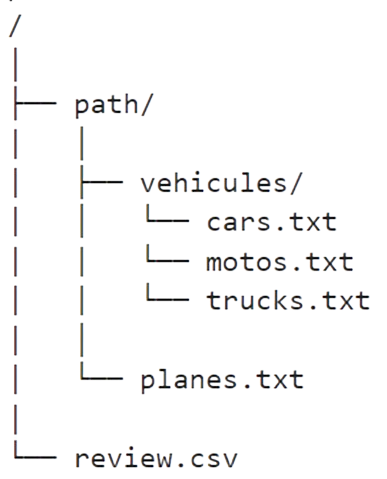 /
│
├── path/
│   │
│   ├── vehicules/
│   │   └── cars.txt
│   │   └── motos.txt
│   │   └── trucks.txt
│   │
│   └── planes.txt
│
└── review.csv